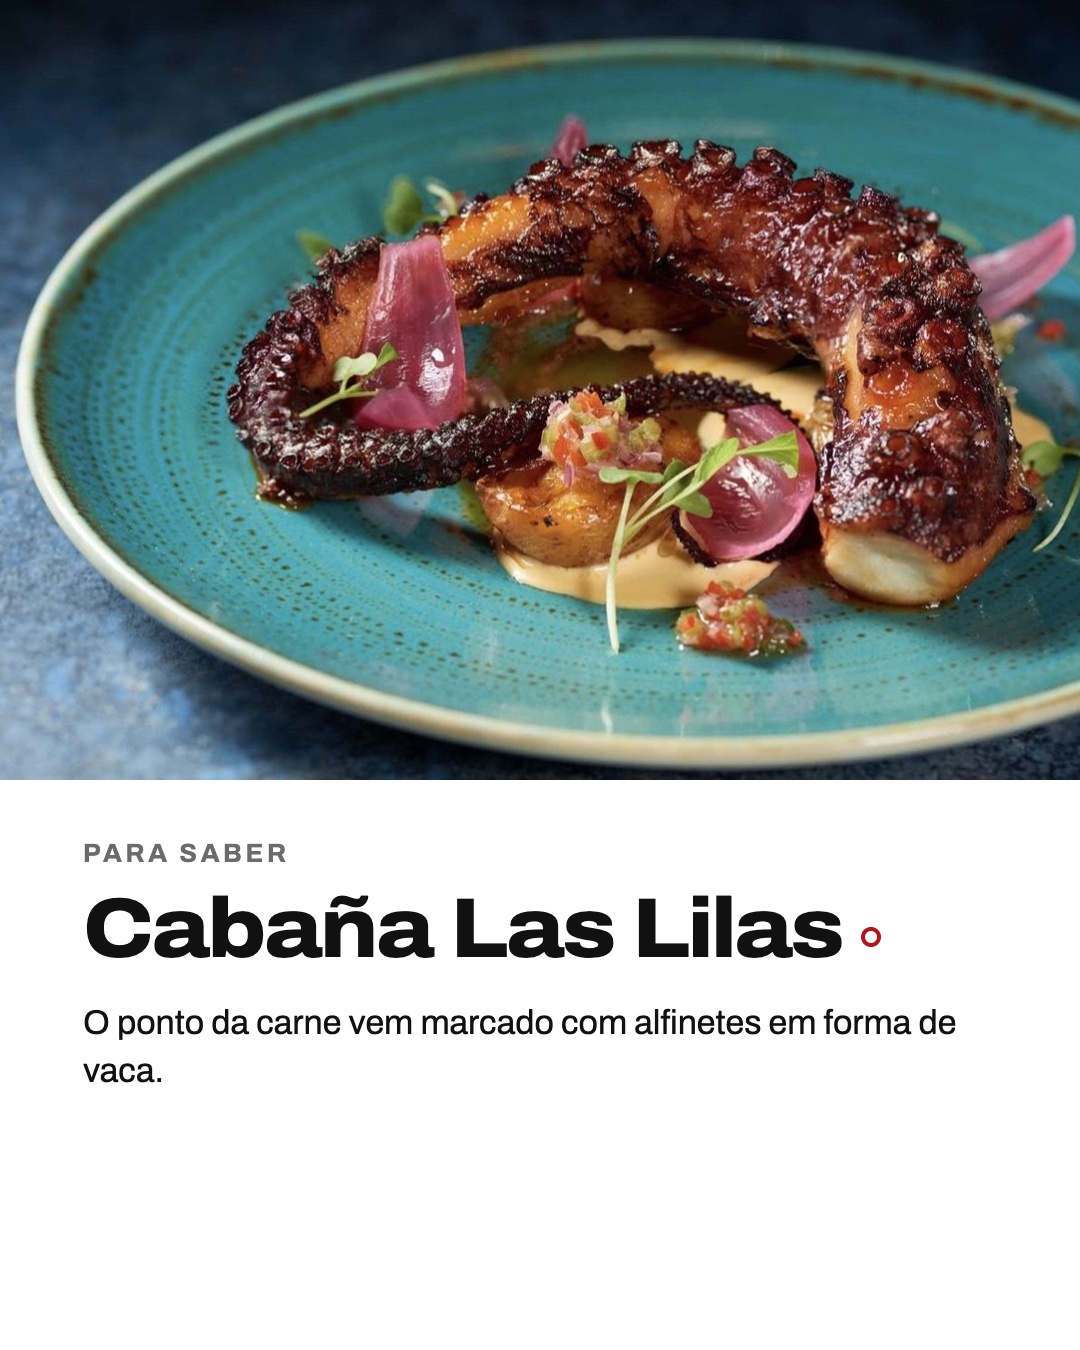 PARA SABER
Cabaña Las Lilas
O ponto da carne vem marcado com alfinetes em forma de
vaca.